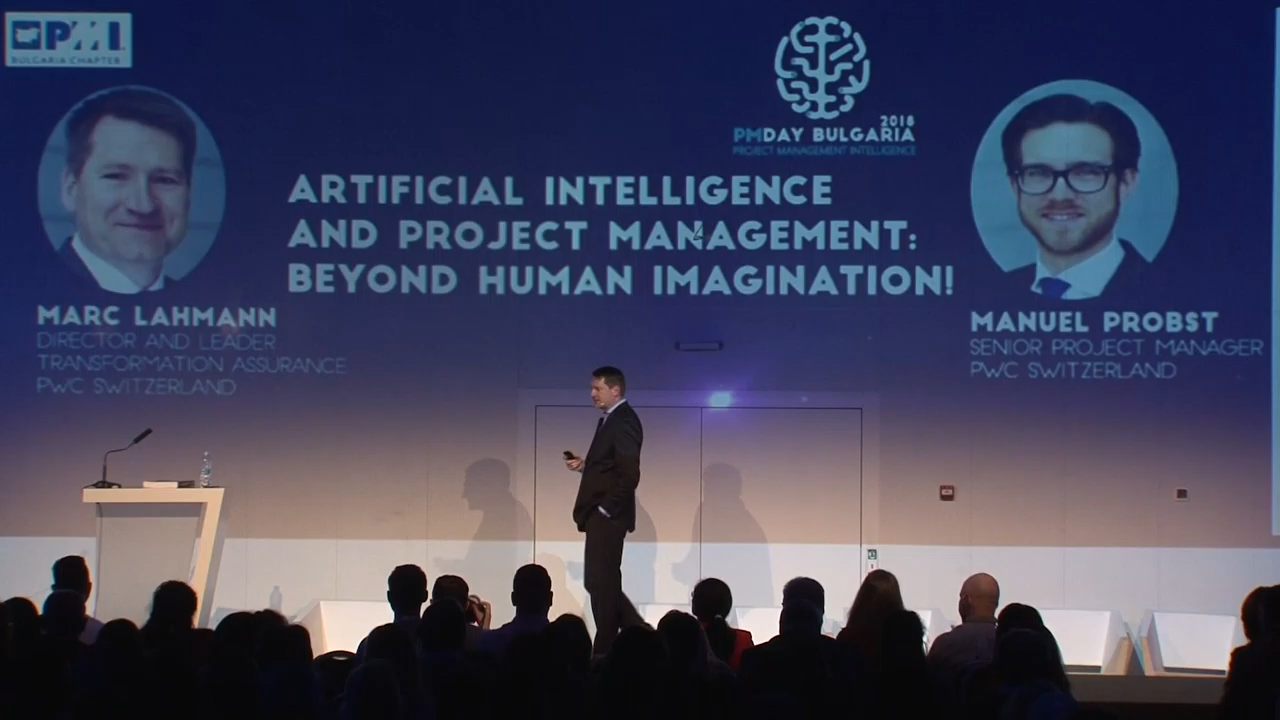 PMI
BULGARIA CHAPTER
2018
PMDAY BULGARIA
PROJECT MANAGEMENT INTELLIGENCE
ARTIFICIAL INTELLIGENCE
AND PROJECT MANAGEMENT:
BEYOND HUMAN IMAGINATION!
MARC LAHMANN
DIRECTOR AND LEADER
TRANSFORMATION ASSURANCE
PWC SWITZERLAND
MANUEL PROBST
SENIOR PROJECT MANAGER
PWC SWITZERLAND